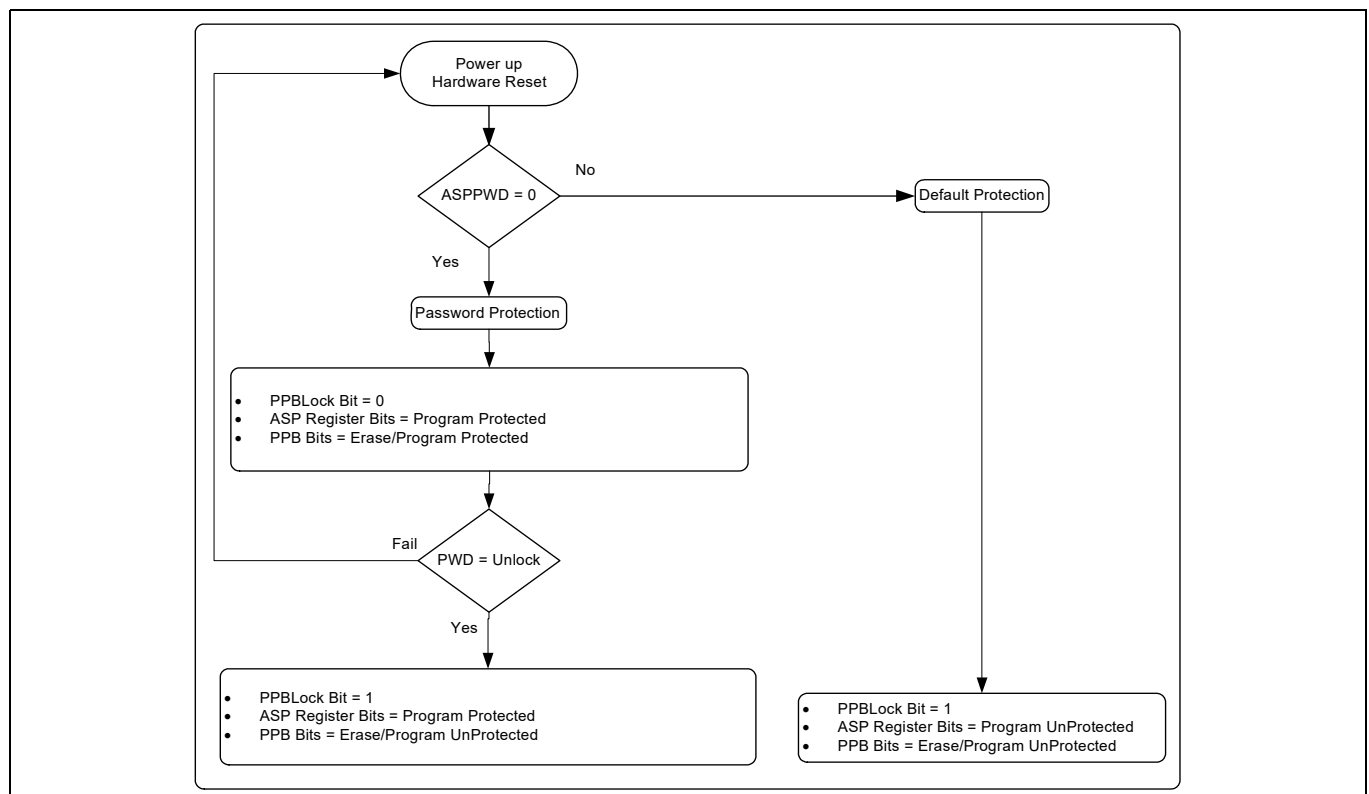 Power up
Hardware Reset
No
ASPPWD = 0
Default Protection
Yes
Password Protection
• PPBLock Bit = 0
• ASP Register Bits = Program Protected
• PPB Bits = Erase/Program Protected
Fail
PWD = Unlock
Yes
• PPBLock Bit = 1
• ASP Register Bits = Program Protected
• PPB Bits = Erase/Program UnProtected
• PPBLock Bit = 1
• ASP Register Bits = Program UnProtected
• PPB Bits = Erase/Program UnProtected